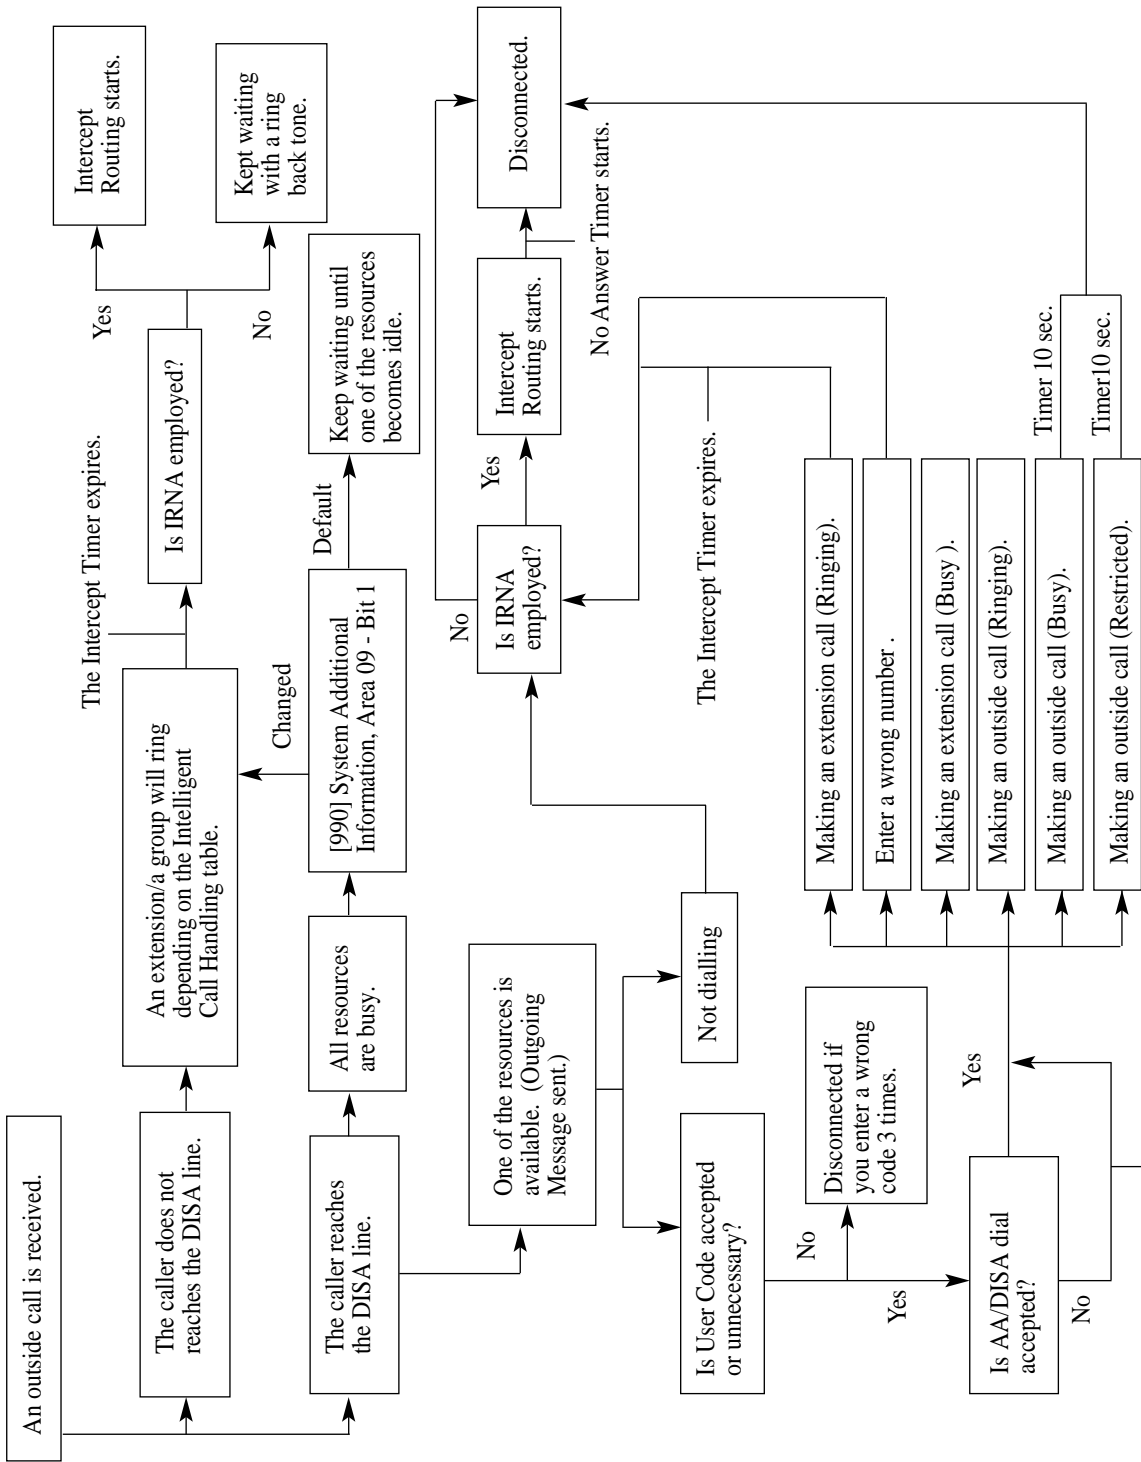 An outside call is received.
The caller does not
reaches the DISA line.
An extension/a group will ring
depending on the Intelligent
Call Handling table.
The Intercept Timer expires.
Is IRNA employed?
Yes
Intercept
Routing starts.
No
Kept waiting
with a ring
back tone.
The caller reaches
the DISA line.
All resources
are busy.
[990] System Additional
Information, Area 09 - Bit 1
Changed
Default
Keep waiting until
one of the resources
becomes idle.
One of the resources is
available. (Outgoing
Message sent.)
Not dialling
Is IRNA
employed?
No
Yes
Intercept
Routing starts.
Disconnected.
No Answer Timer starts.
The Intercept Timer expires.
Is User Code accepted
or unnecessary?
No
Disconnected if
you enter a wrong
code 3 times.
Yes
Is AA/DISA dial
accepted?
Yes
No
Making an extension call (Ringing).
Enter a wrong number .
Making an extension call (Busy ).
Making an outside call (Ringing).
Making an outside call (Busy).
Timer 10 sec.
Making an outside call (Restricted).
Timer10 sec.